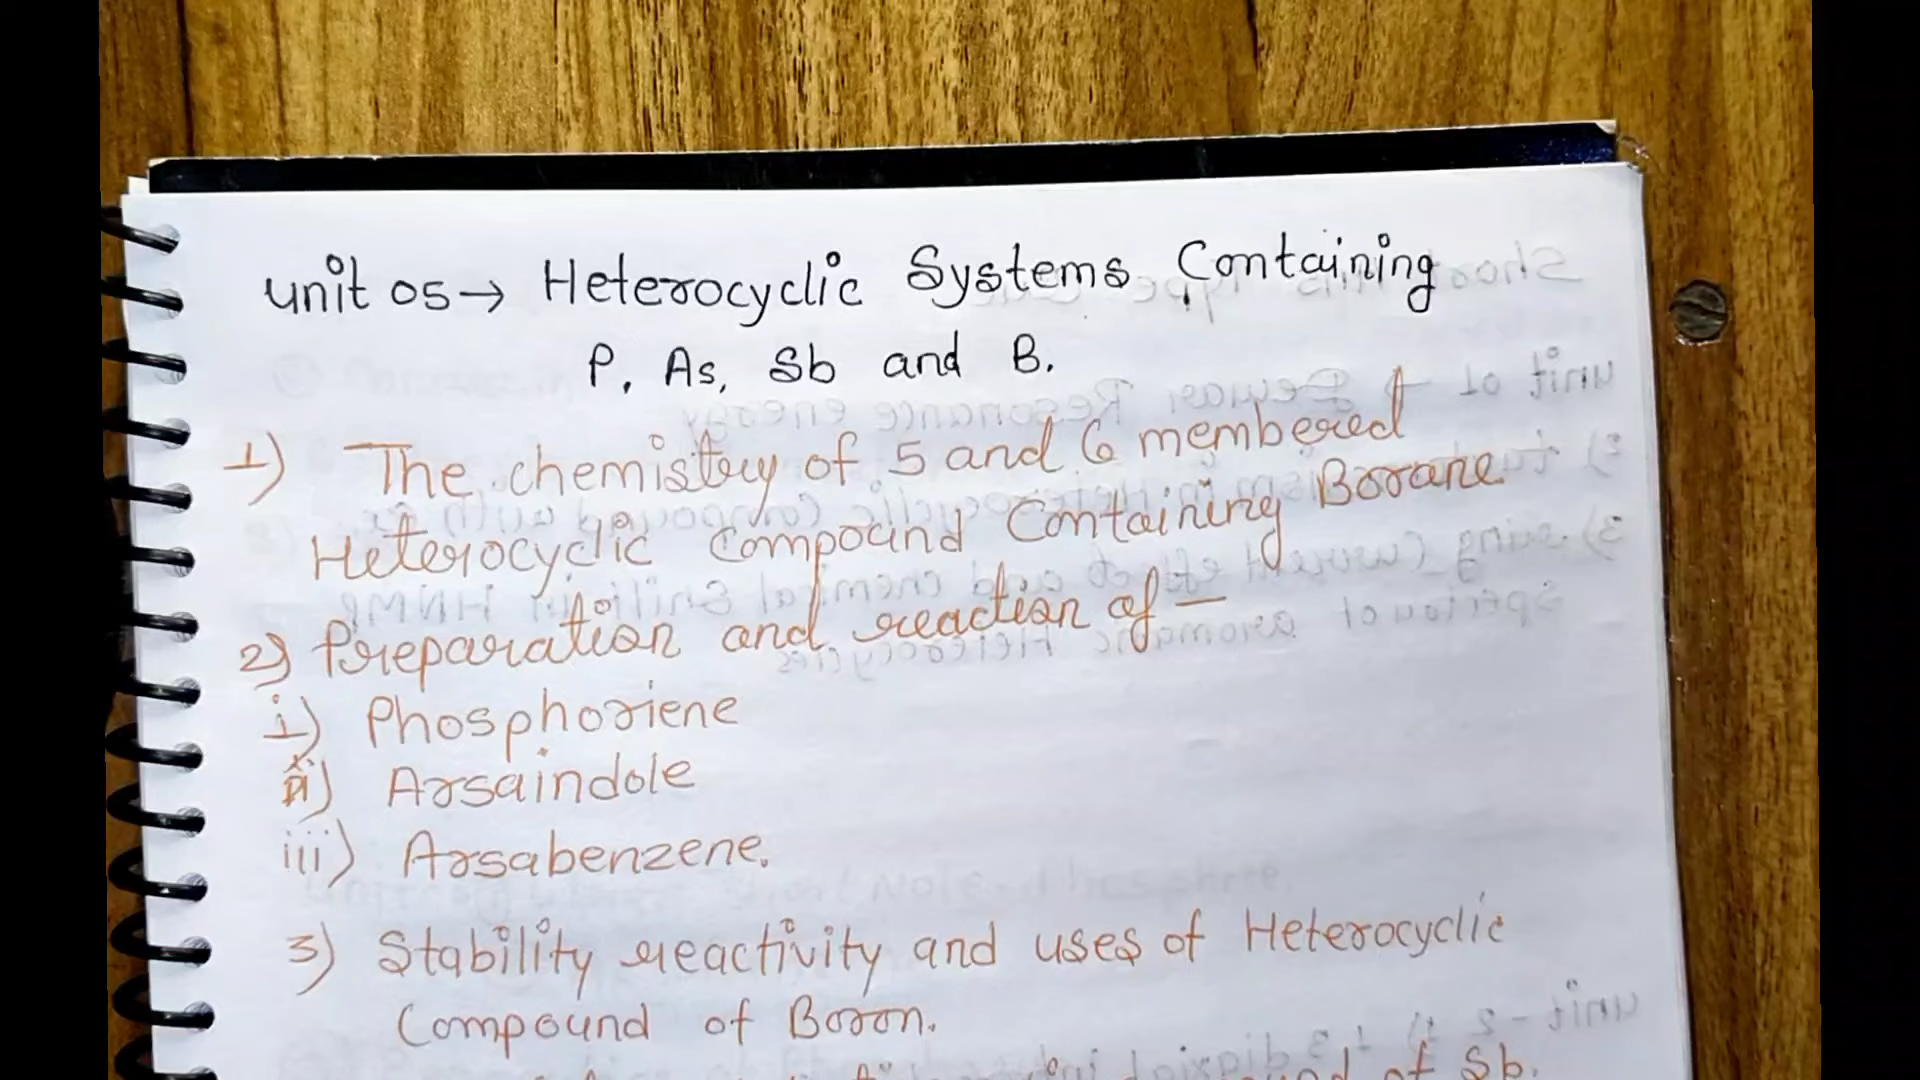 unit 05→ Heterocyclic Systems Containing
P, As, Sb and B.
1) The chemistry of 5 and 6 membered
Heterocyclic Compound Containing Borane
2) Preparation and reaction of —
i) Phosphoriene
ii) Arsaindole
iii) Arsabenzene.
3) Stability reactivity and uses of Heterocyclic
Compound of Boron.
of Sb.